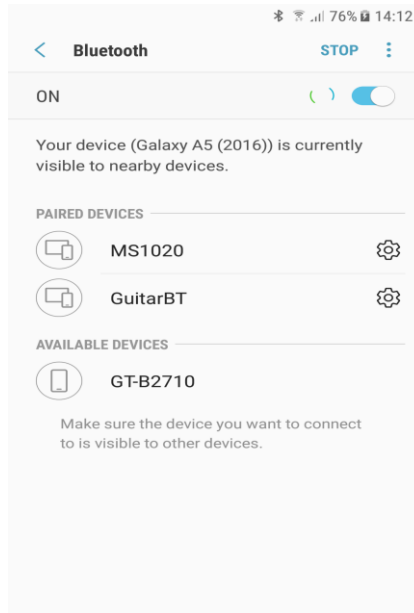 76% 14:12
Bluetooth STOP
ON
Your device (Galaxy A5 (2016)) is currently
visible to nearby devices.
PAIRED DEVICES
MS1020
GuitarBT
AVAILABLE DEVICES
GT-B2710
Make sure the device you want to connect
to is visible to other devices.